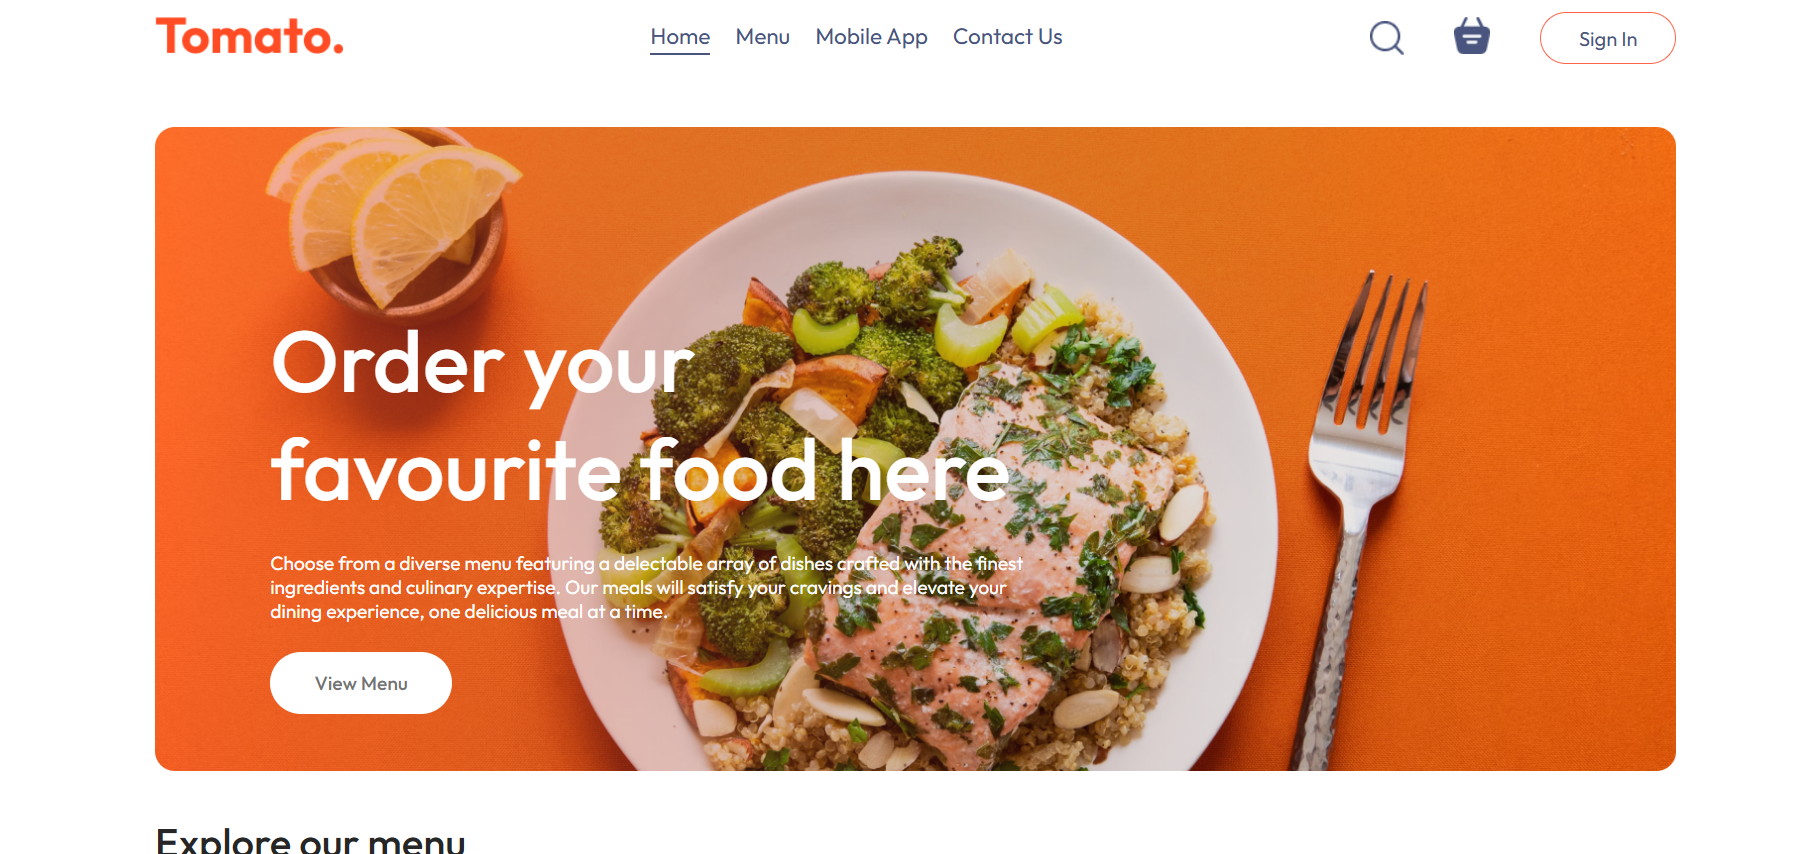 Tomato.
Home Menu Mobile App Contact Us
Sign In
Order your
favourite food here
Choose from a diverse menu featuring a delectable array of dishes crafted with the finest
ingredients and culinary expertise. Our meals will satisfy your cravings and elevate your
dining experience, one delicious meal at a time.
View Menu
Explore our menu